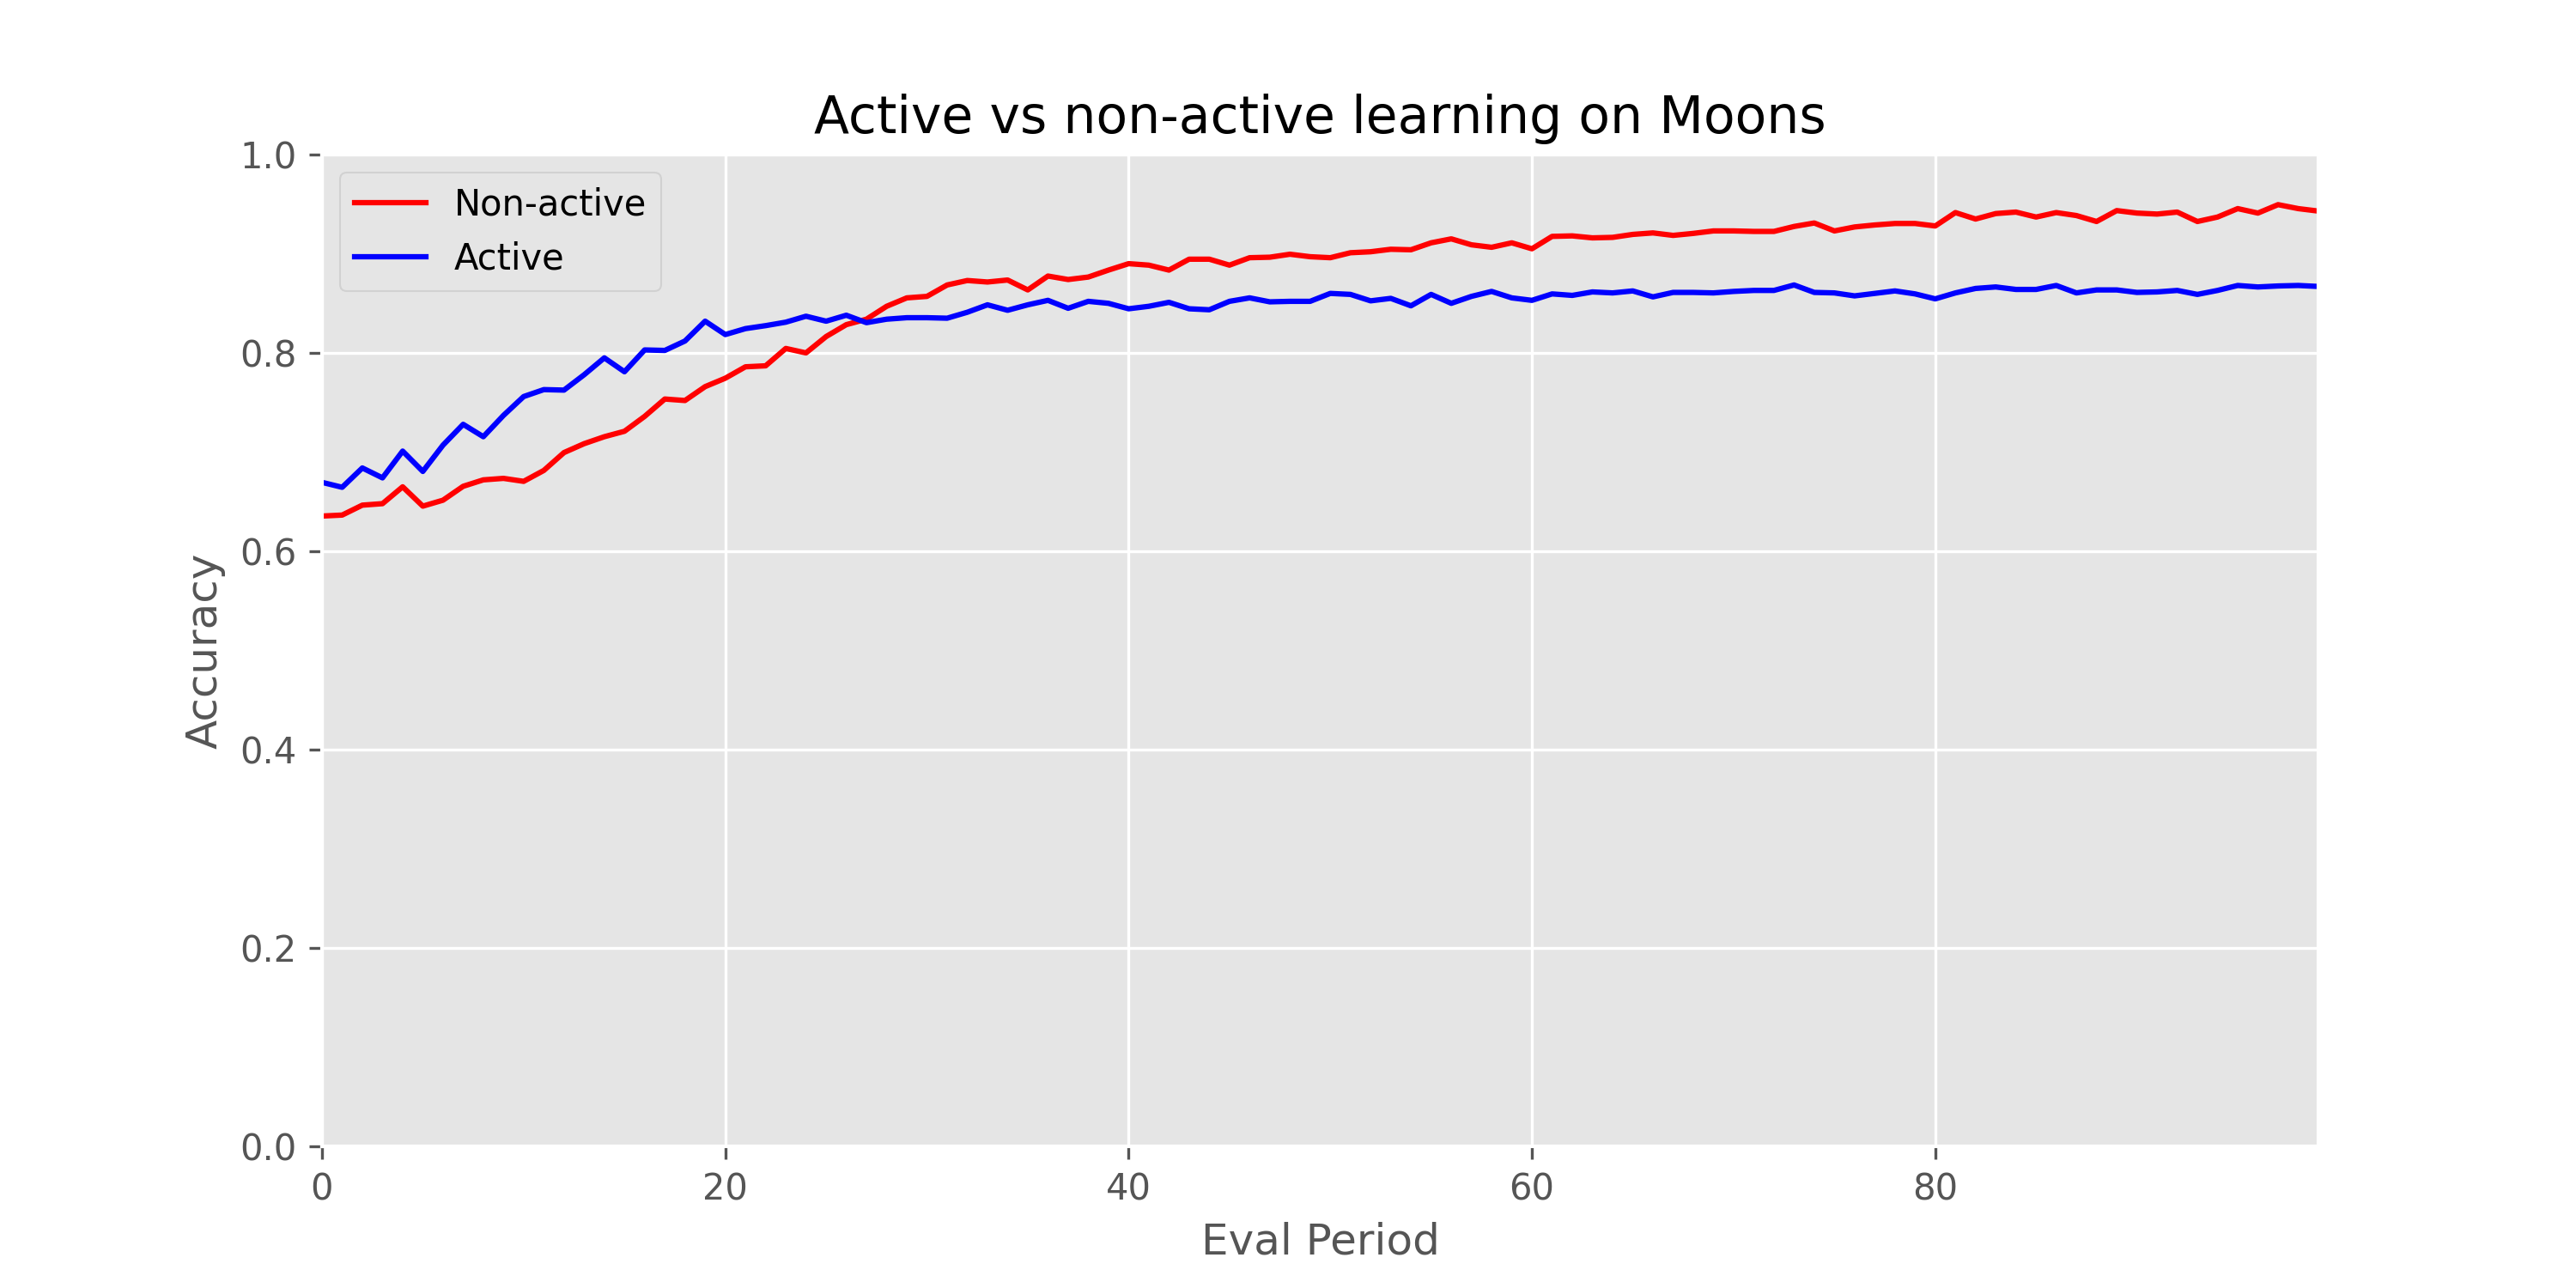 Active vs non-active learning on Moons
1.0
Non-active
Active
0.8
0.6
0.4
0.2
0.0
Accuracy
0 20 40 60 80
Eval Period